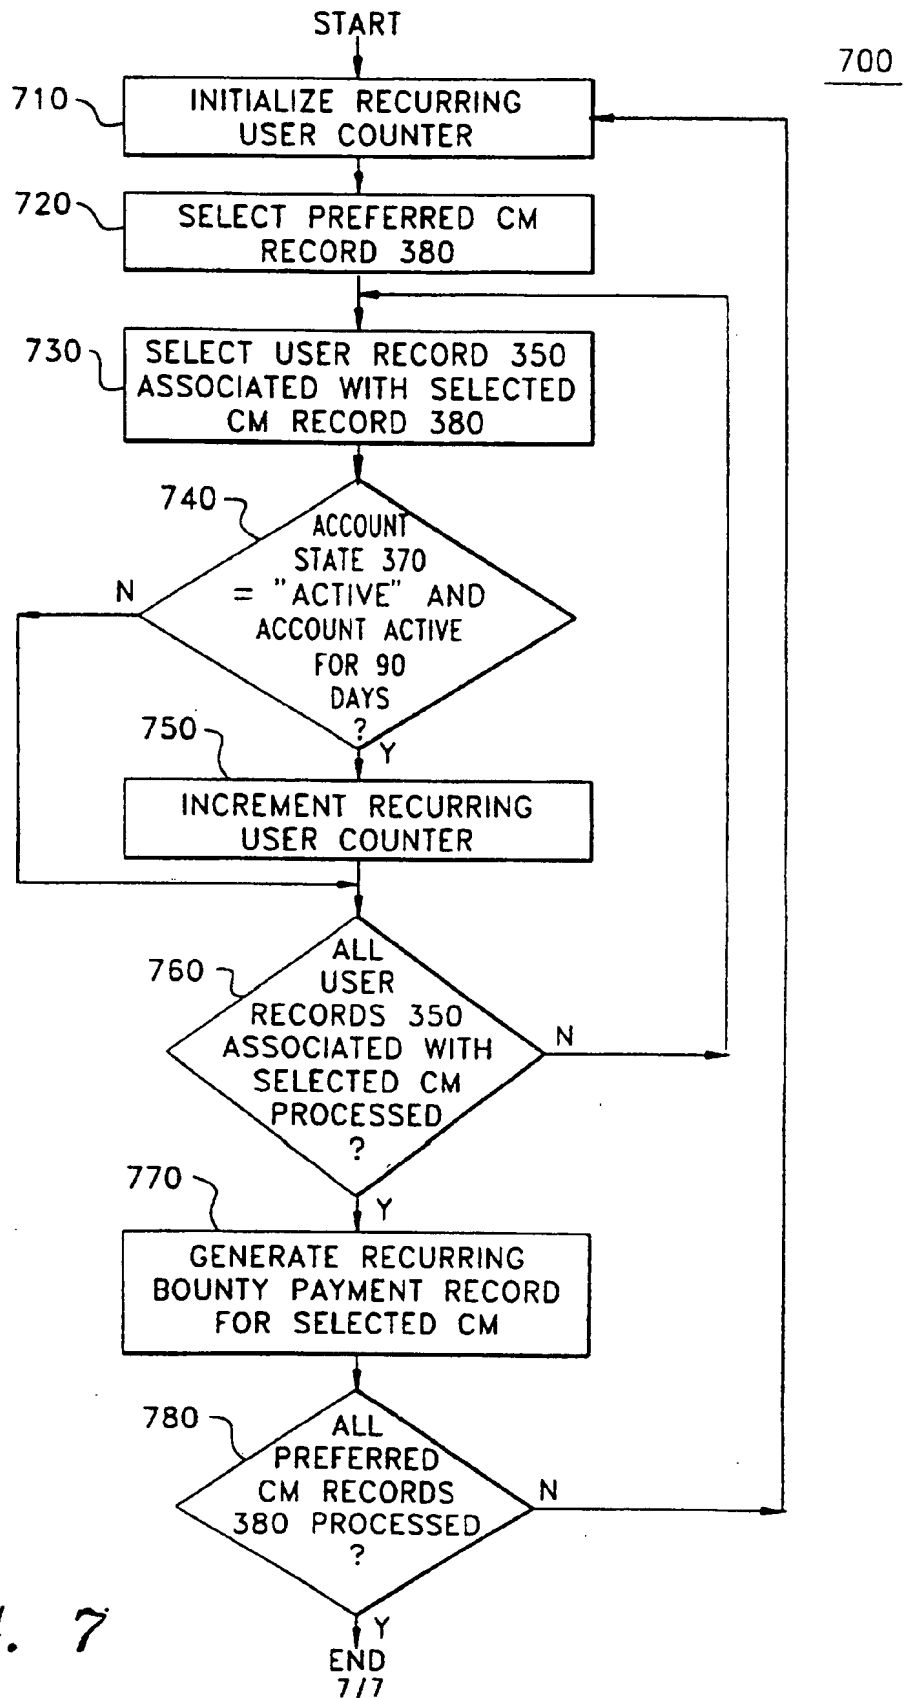 START
700
710
INITIALIZE RECURRING
USER COUNTER
720
SELECT PREFERRED CM
RECORD 380
730
SELECT USER RECORD 350
ASSOCIATED WITH SELECTED
CM RECORD 380
740
ACCOUNT
STATE 370
= "ACTIVE" AND
ACCOUNT ACTIVE
FOR 90
DAYS
?
N
Y
750
INCREMENT RECURRING
USER COUNTER
760
ALL
USER
RECORDS 350
ASSOCIATED WITH
SELECTED CM
PROCESSED
?
N
Y
770
GENERATE RECURRING
BOUNTY PAYMENT RECORD
FOR SELECTED CM
780
ALL
PREFERRED
CM RECORDS
380 PROCESSED
?
N
Y
END
7/7
. 7